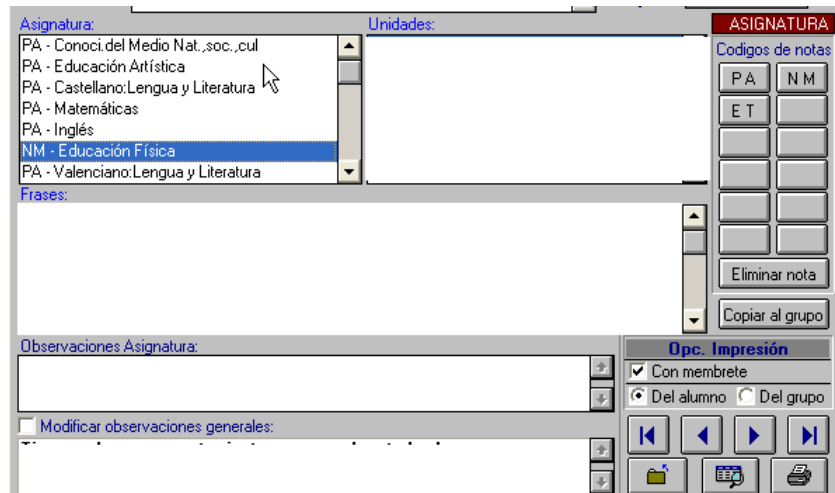 Asignatura:
Unidades:
ASIGNATURA
PA - Conoci.del Medio Nat.,soc.,cul
PA - Educación Artística
PA - Castellano:Lengua y Literatura
PA - Matemáticas
PA - Inglés
NM - Educación Física
PA - Valenciano:Lengua y Literatura
Codigos de notas
PA NM
ET
Eliminar nota
Copiar al grupo
Frases:
Observaciones Asignatura:
Opc. Impresión
Con membrete
Del alumno Del grupo
Modificar observaciones generales: